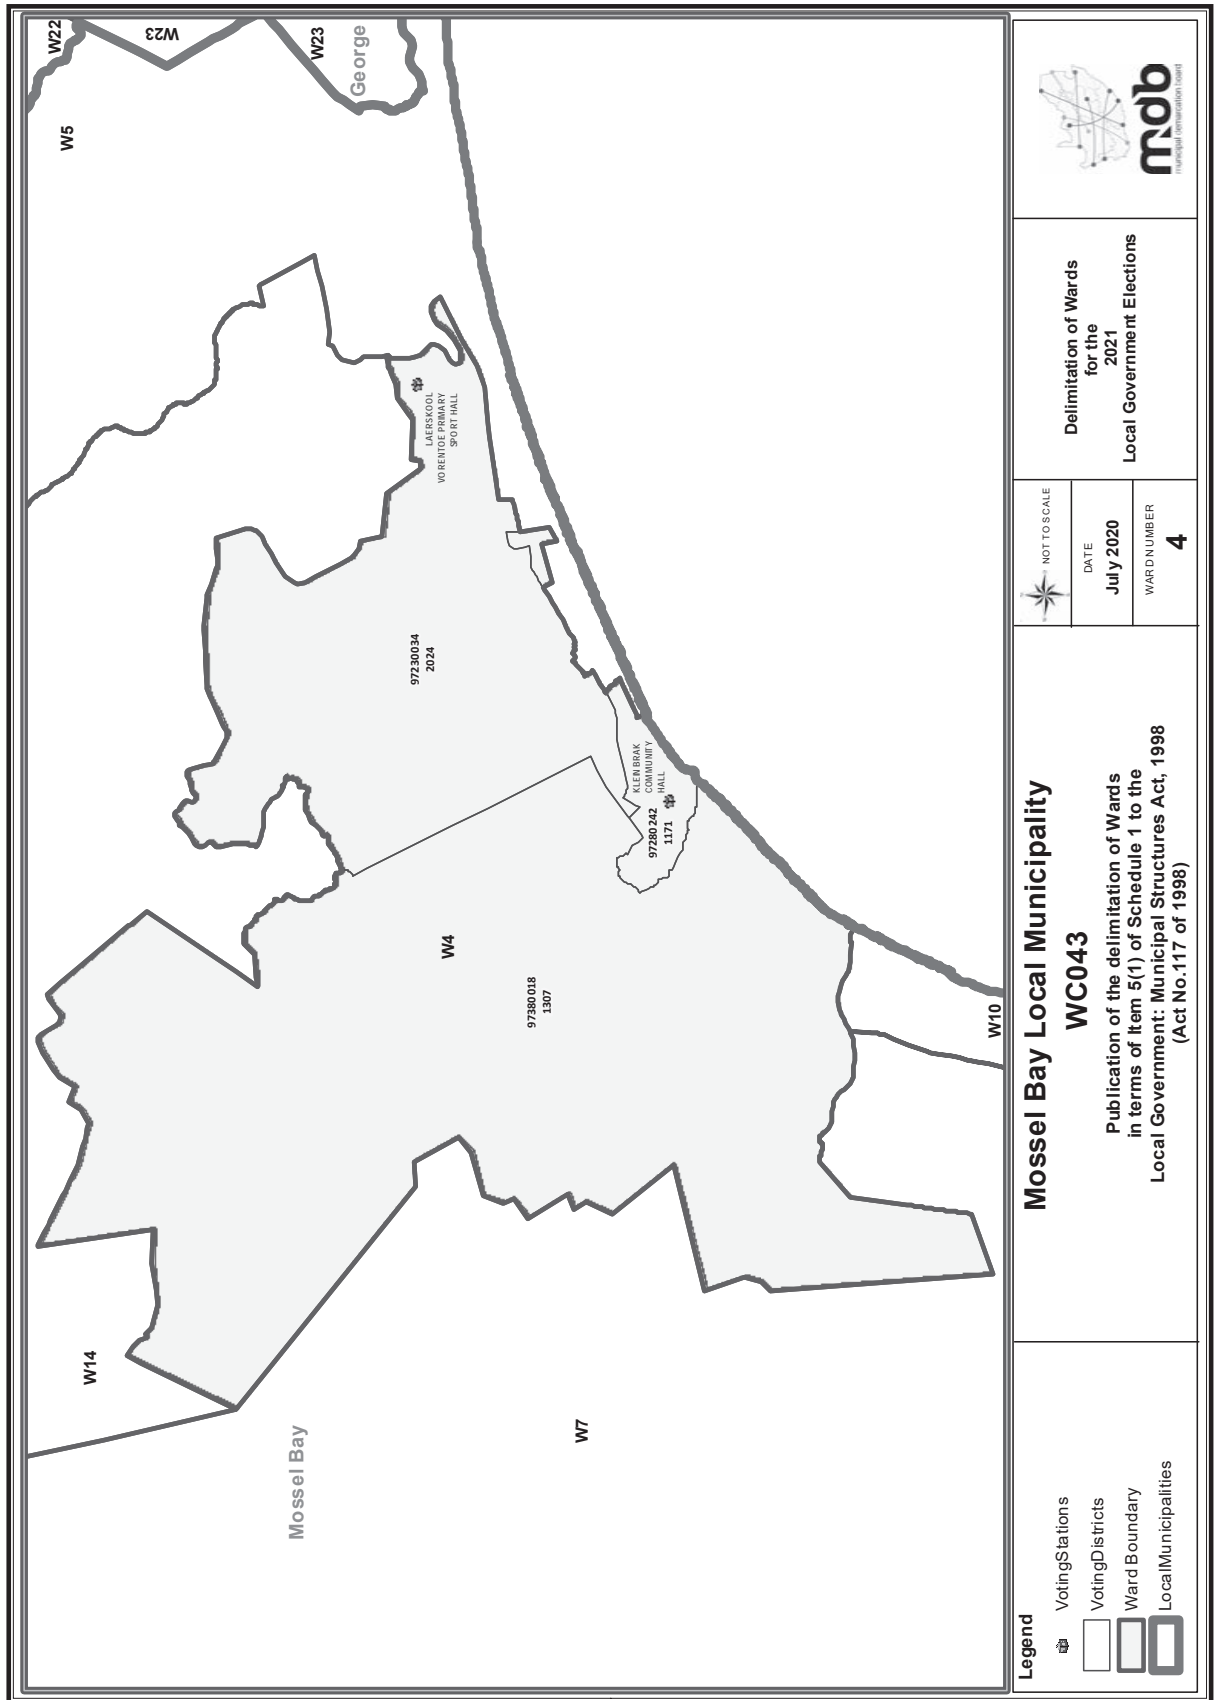 W22
W23
W23
George
W5
LAERSKOOL
VORENTOE PRIMARY
SPORT HALL
97230034
2024
KLEIN BRAK
COMMUNITY
HALL
97280242
1171
W4
97380018
1307
W10
W14
W7
Mossel Bay
Legend
VotingStations
VotingDistricts
Ward Boundary
LocalMunicipalities
Mossel Bay Local Municipality
WC043
Publication of the delimitation of Wards
in terms of Item 5(1) of Schedule 1 to the
Local Government: Municipal Structures Act, 1998
(Act No.117 of 1998)
NOT TO SCALE
DATE
July 2020
WARD NUMBER
4
Delimitation of Wards
for the
2021
Local Government Elections
mdb
municipal demarcation board